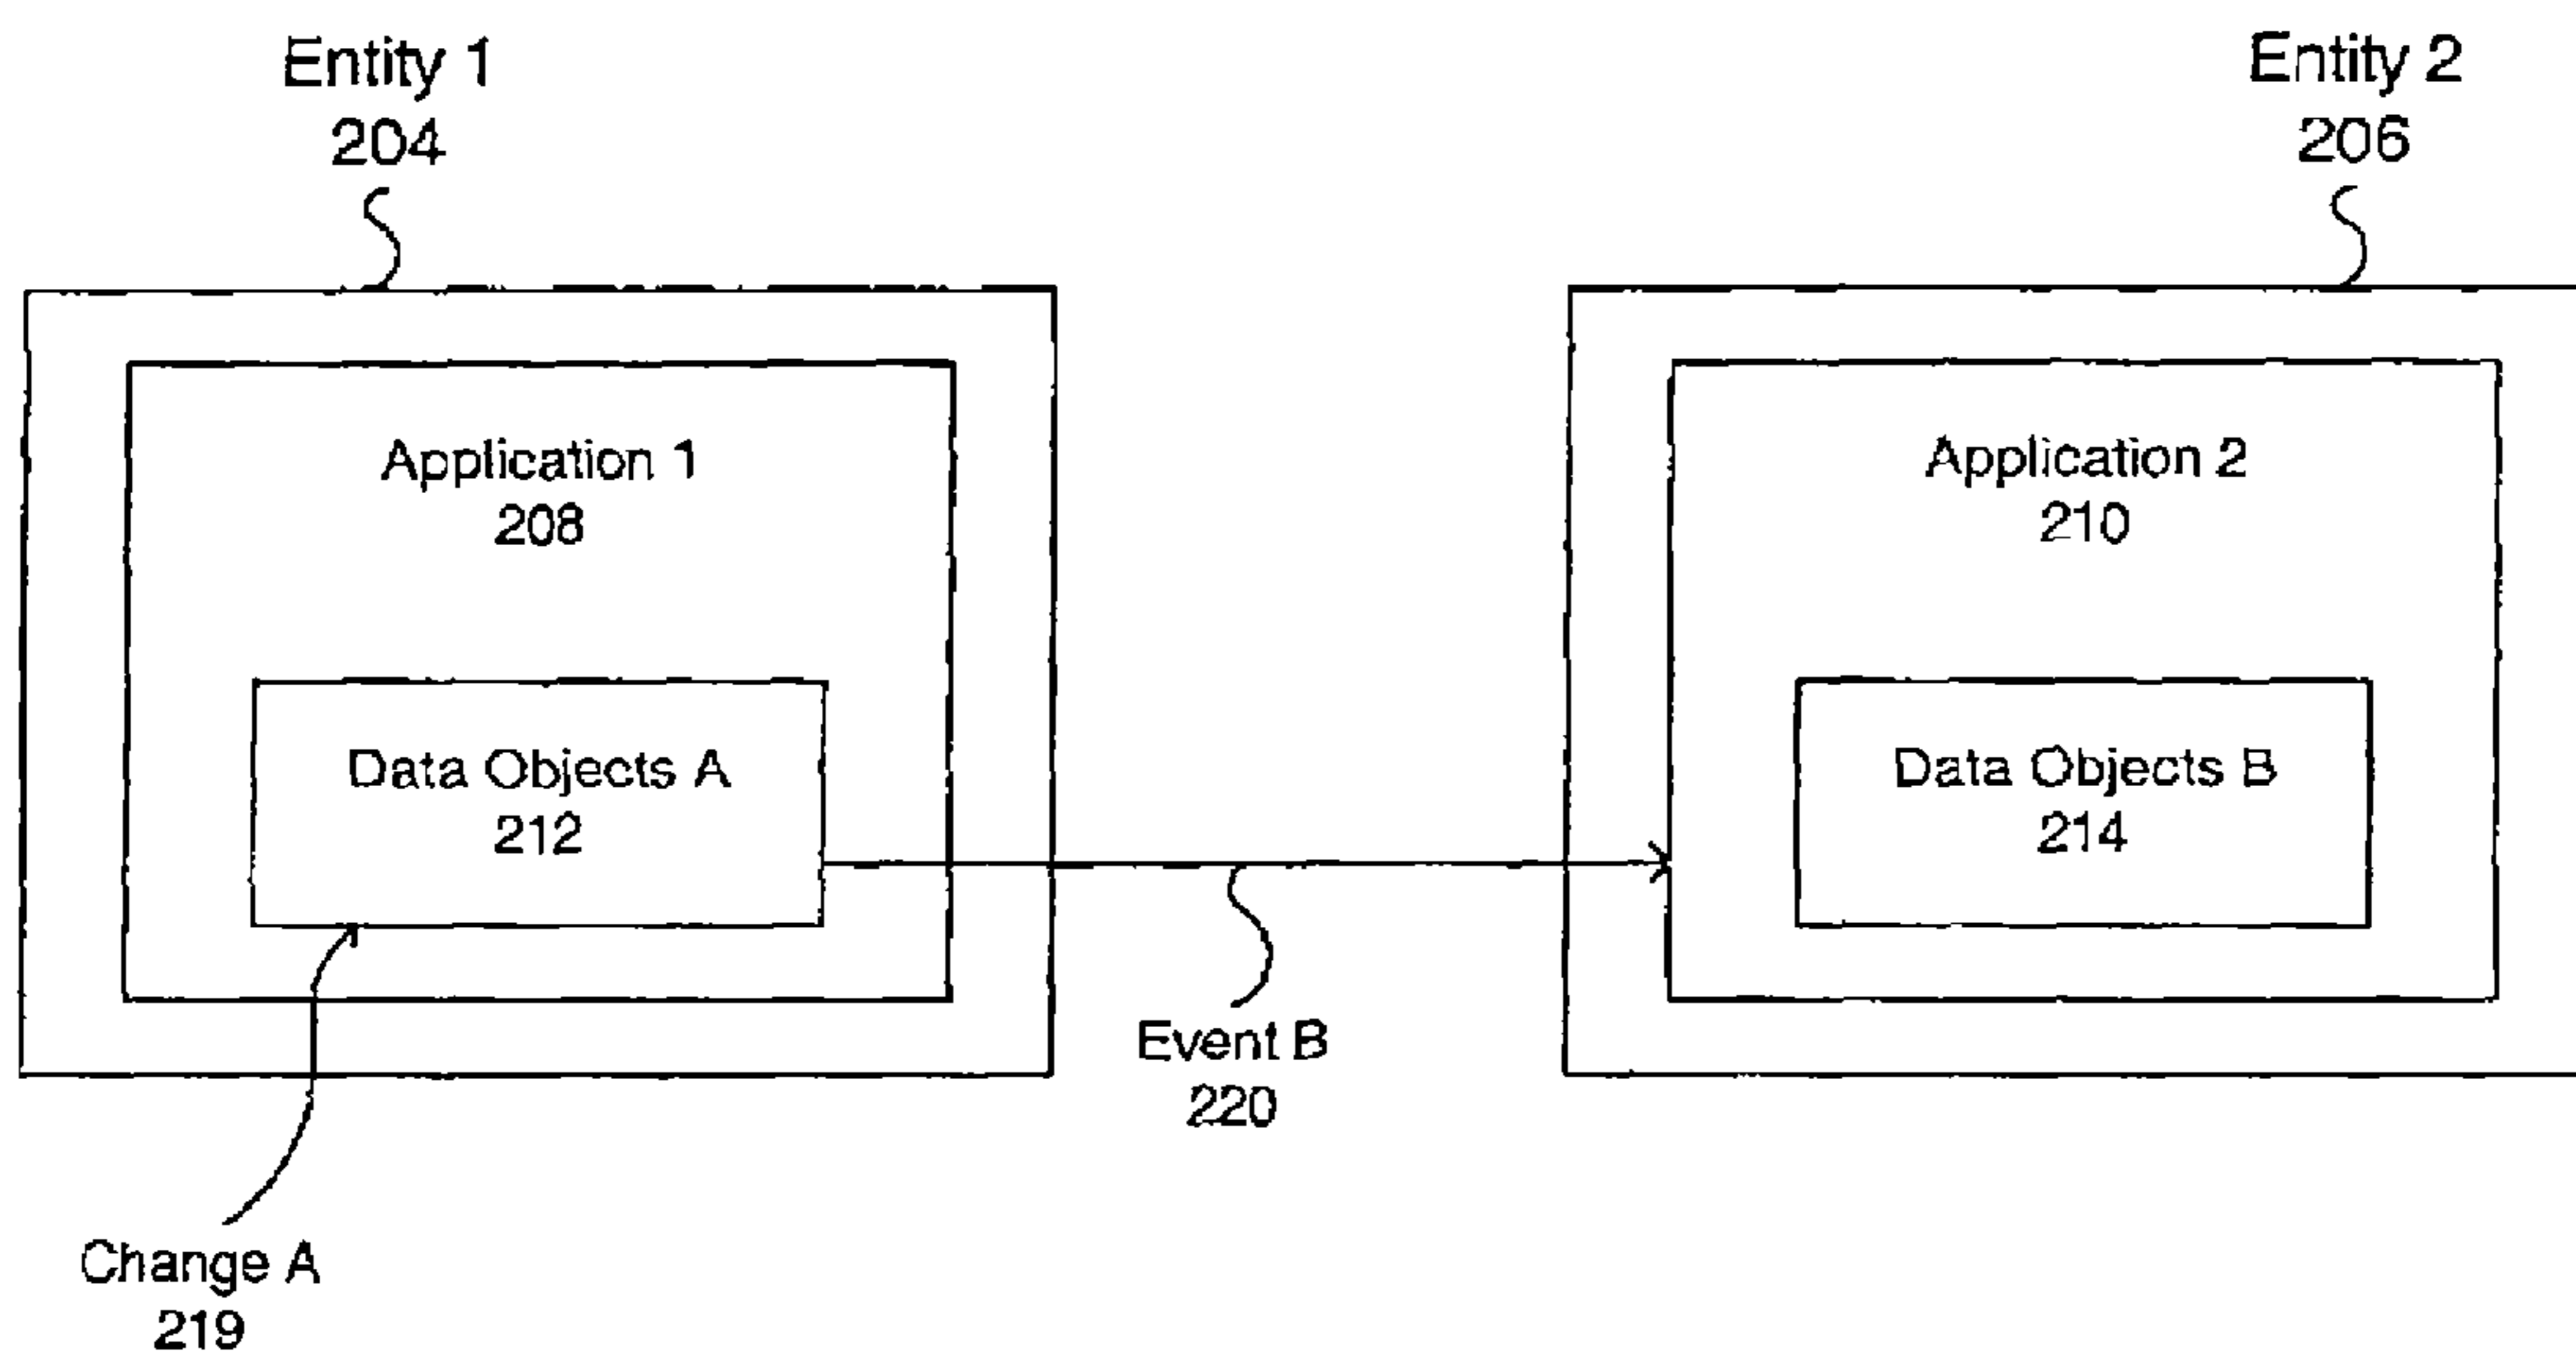 Entity 1
204
Entity 2
206
Application 1
208
Application 2
210
Data Objects A
212
Data Objects B
214
Event B
220
Change A
219